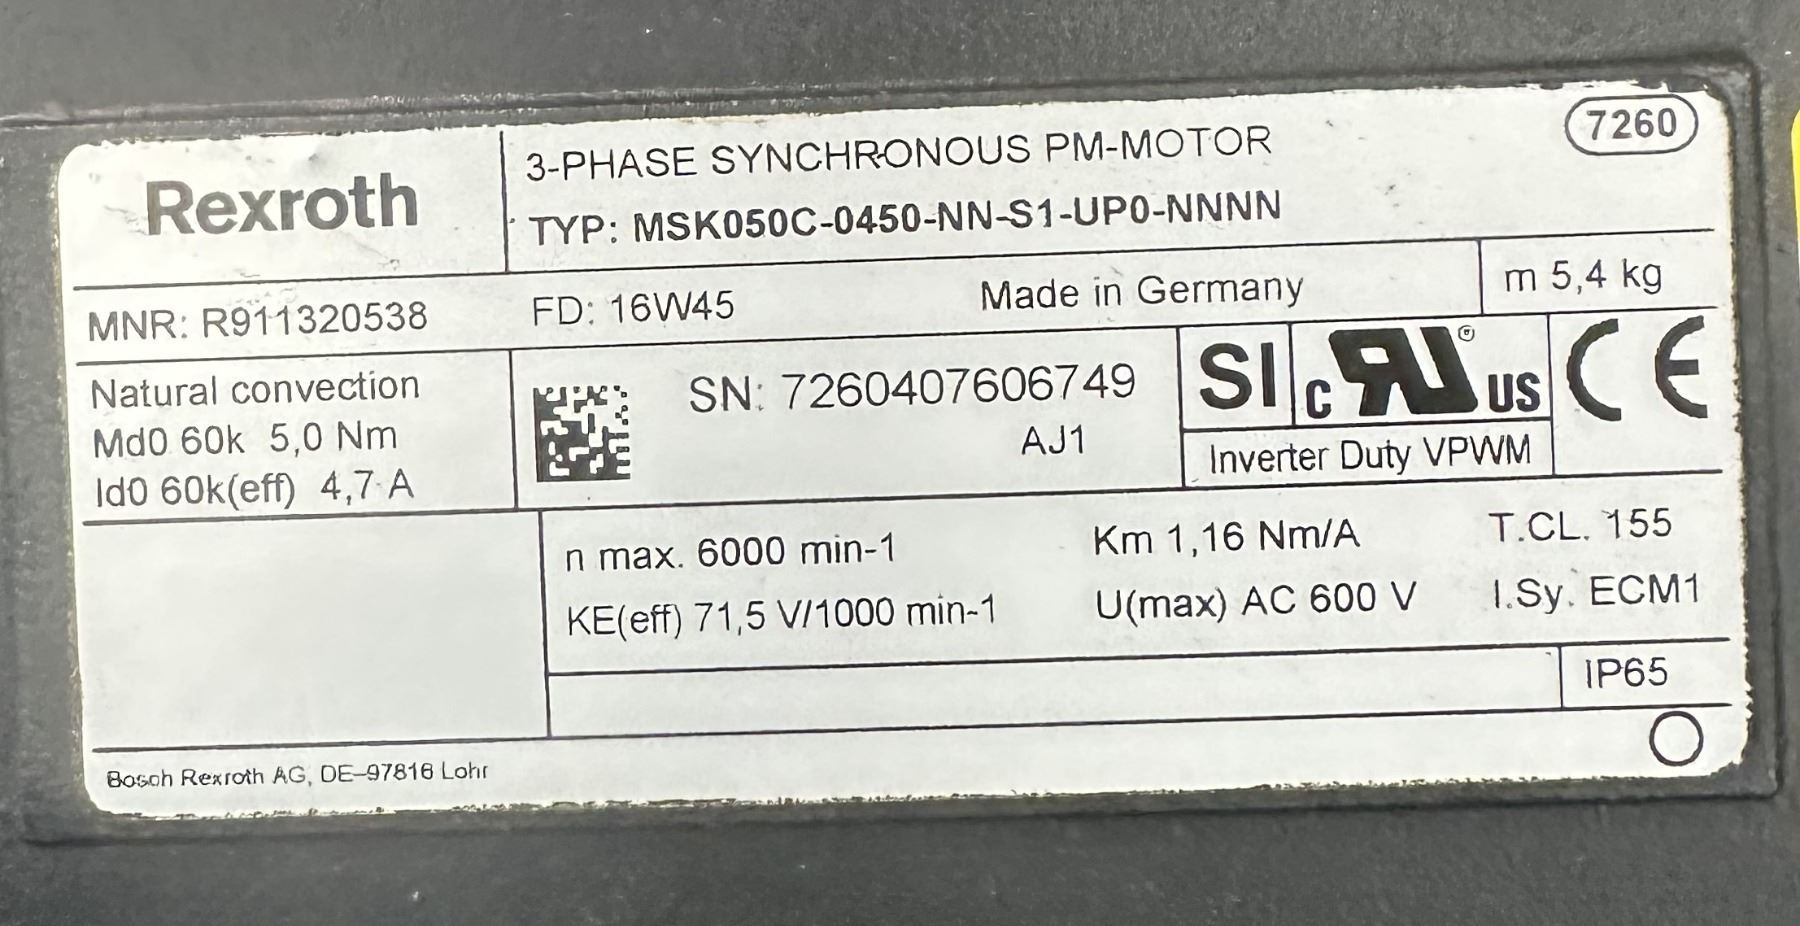 7260
Rexroth
3-PHASE SYNCHRONOUS PM-MOTOR
TYP: MSK050C-0450-NN-S1-UP0-NNNN
MNR: R911320538 FD: 16W45 Made in Germany m 5,4 kg
Natural convection
Md0 60k 5,0 Nm
Id0 60k(eff) 4,7 A
SN: 7260407606749
AJ1
SI c RU ® US CE
Inverter Duty VPWM
n max. 6000 min-1 Km 1,16 Nm/A T.CL. 155
KE(eff) 71,5 V/1000 min-1 U(max) AC 600 V I.Sy. ECM1
IP65
Bosch Rexroth AG, DE-97816 Lohr